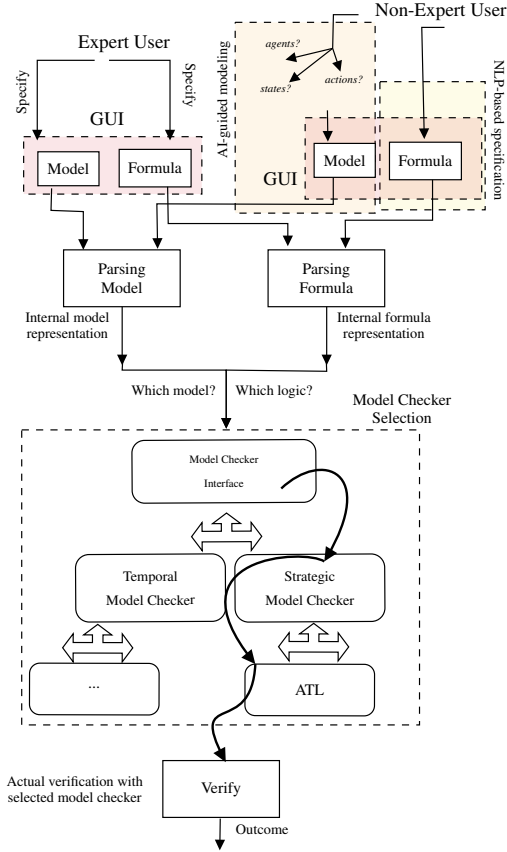 Non-Expert User
Expert User
agents?
states?
actions?
AI-guided modeling
NLP-based specification
Specify
Specify
GUI
Model
Formula
GUI
Model
Formula
Parsing
Model
Parsing
Formula
Internal model
representation
Internal formula
representation
Which model?
Which logic?
Model Checker
Selection
Model Checker
Interface
Temporal
Model Checker
Strategic
Model Checker
...
ATL
Actual verification with
selected model checker
Verify
Outcome